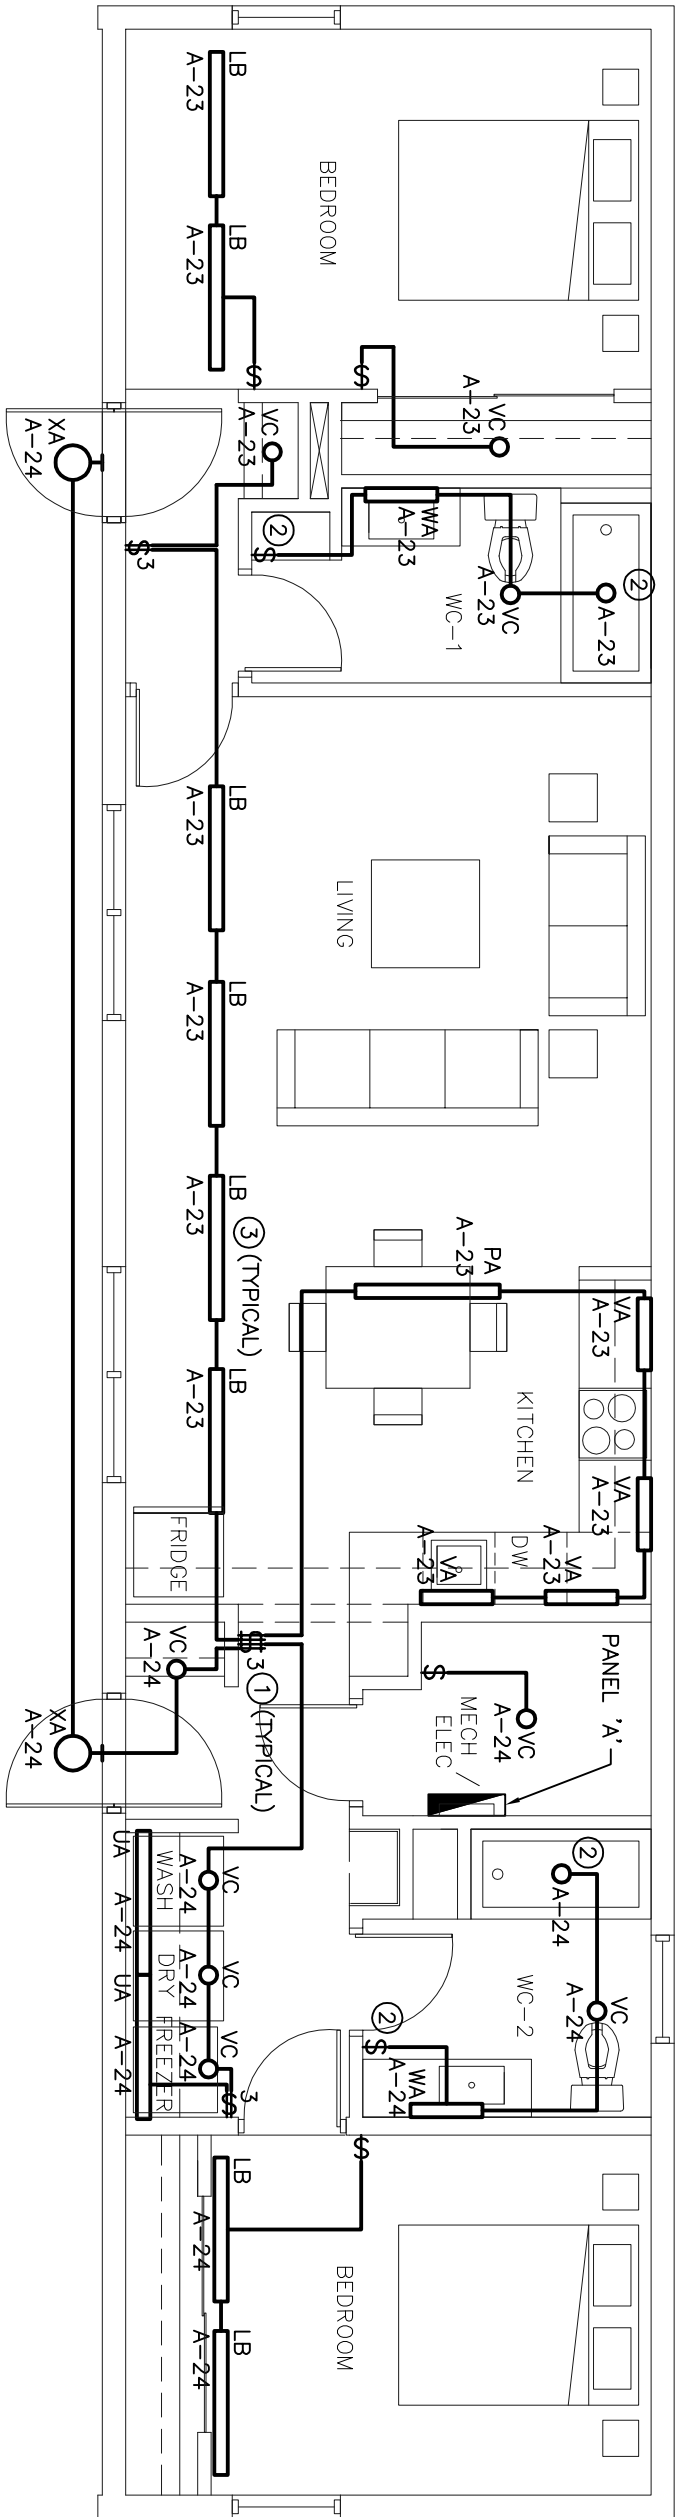 LB
A-23
LB
A-23
BEDROOM
$
$
VC
A-23
VC
A-23
XA
A-24
$
$3
2
$
WA
A-23
VC
A-23
WC-1
2
A-23
LB
A-23
LIVING
LB
A-23
LB
A-23
3 (TYPICAL)
LB
A-23
PA
A-23
VA
A-23
VA
A-23
KITCHEN
DW
VA
A-23
VA
A-23
FRIDGE
VC
A-24
$ 3
1 (TYPICAL)
XA
A-24
$
VC
A-24
MECH
ELEC
PANEL 'A'
UA
A-24
UA
A-24
WASH
DRY
FREEZER
VC
A-24
VC
A-24
VC
A-24
3
$
2
A-24
VC
A-24
WC-2
2
$
WA
A-24
$
LB
A-24
LB
A-24
BEDROOM